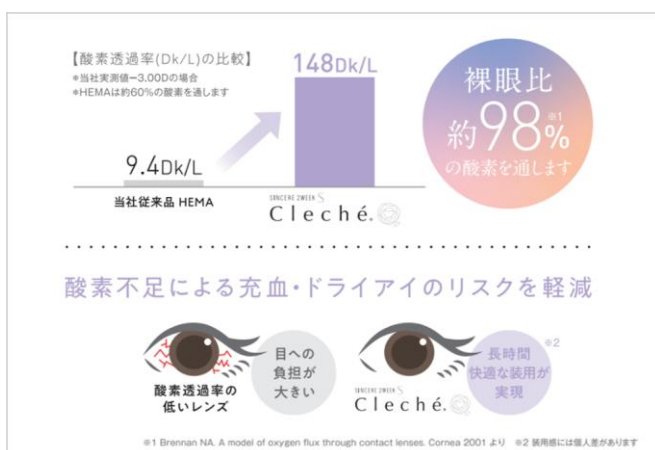 【酸素透過率(Dk/L)の比較】
*当社実測値−3.00Dの場合
*HEMAは約60%の酸素を通します
148Dk/L
9.4Dk/L
当社従来品 HEMA
SINCERE 2WEEK S
Cleché.
裸眼比
約98%※1
の酸素を通します
酸素不足による充血・ドライアイのリスクを軽減
酸素透過率の
低いレンズ
目への
負担が
大きい
SINCERE 2WEEK S
Cleché.
長時間※2
快適な装用が
実現
※1 Brennan NA. A model of oxygen flux through contact lenses. Cornea 2001 より ※2 装用感には個人差があります